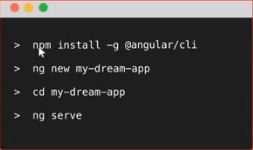 > npm install -g @angular/cli
> ng new my-dream-app
> cd my-dream-app
> ng serve